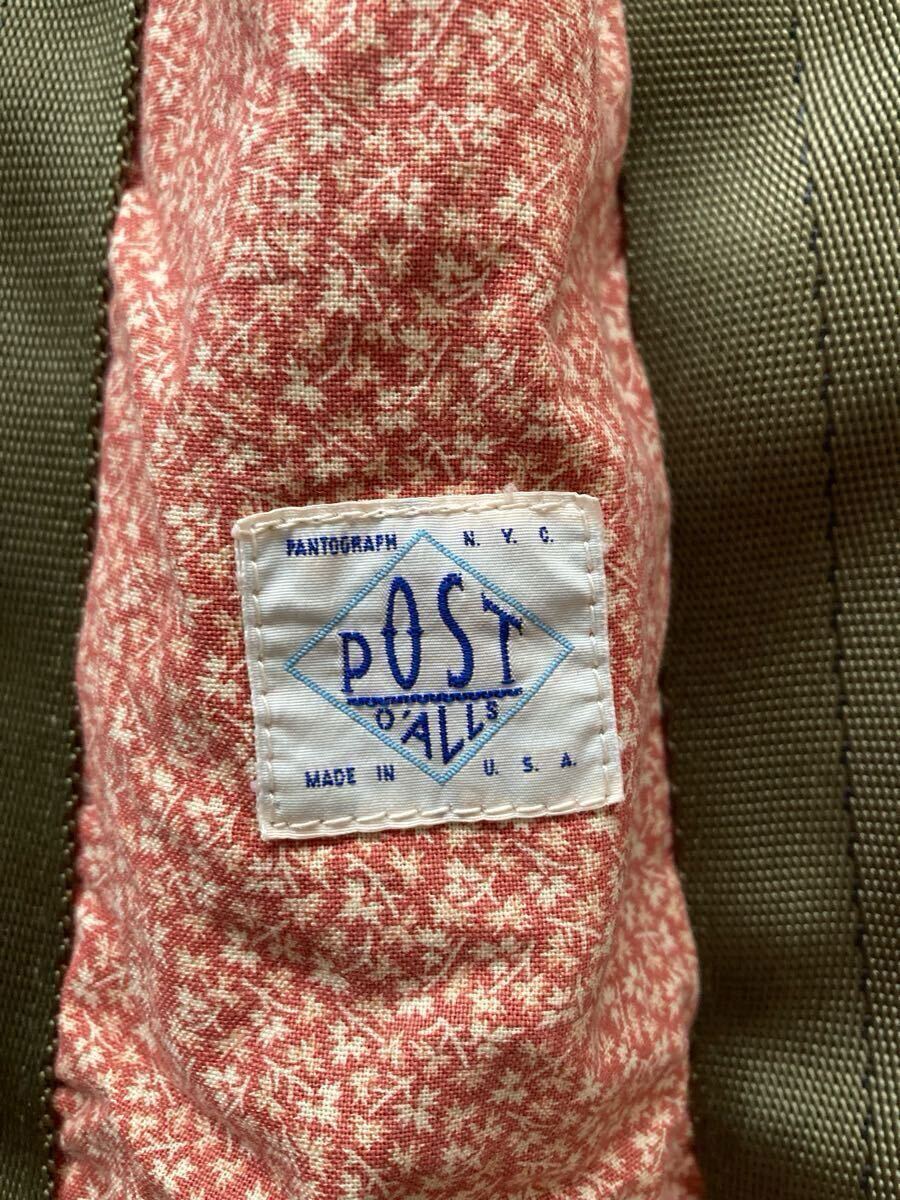 PANTOGRAPH N. Y. C.
POST
O'ALLS
MADE IN U. S. A.